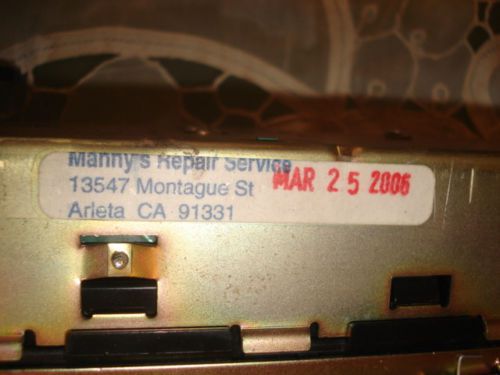 Manny's Repair Service
13547 Montague St
Arleta CA 91331
MAR 25 2006